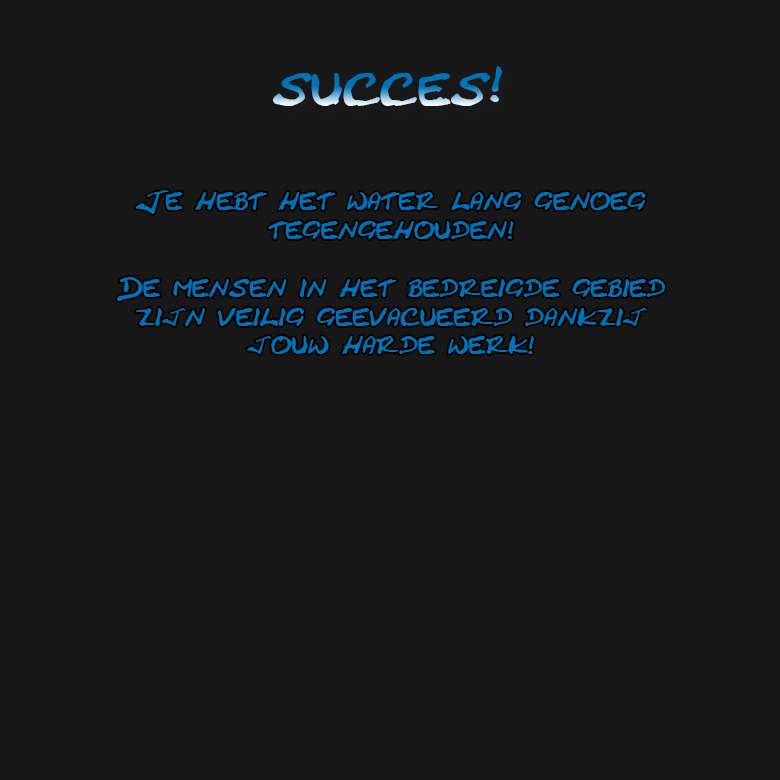 SUCCES!
Je hebt het water lang genoeg
tegengehouden!
De mensen in het bedreigde gebied
zijn veilig geevacueerd dankzij
jouw harde werk!